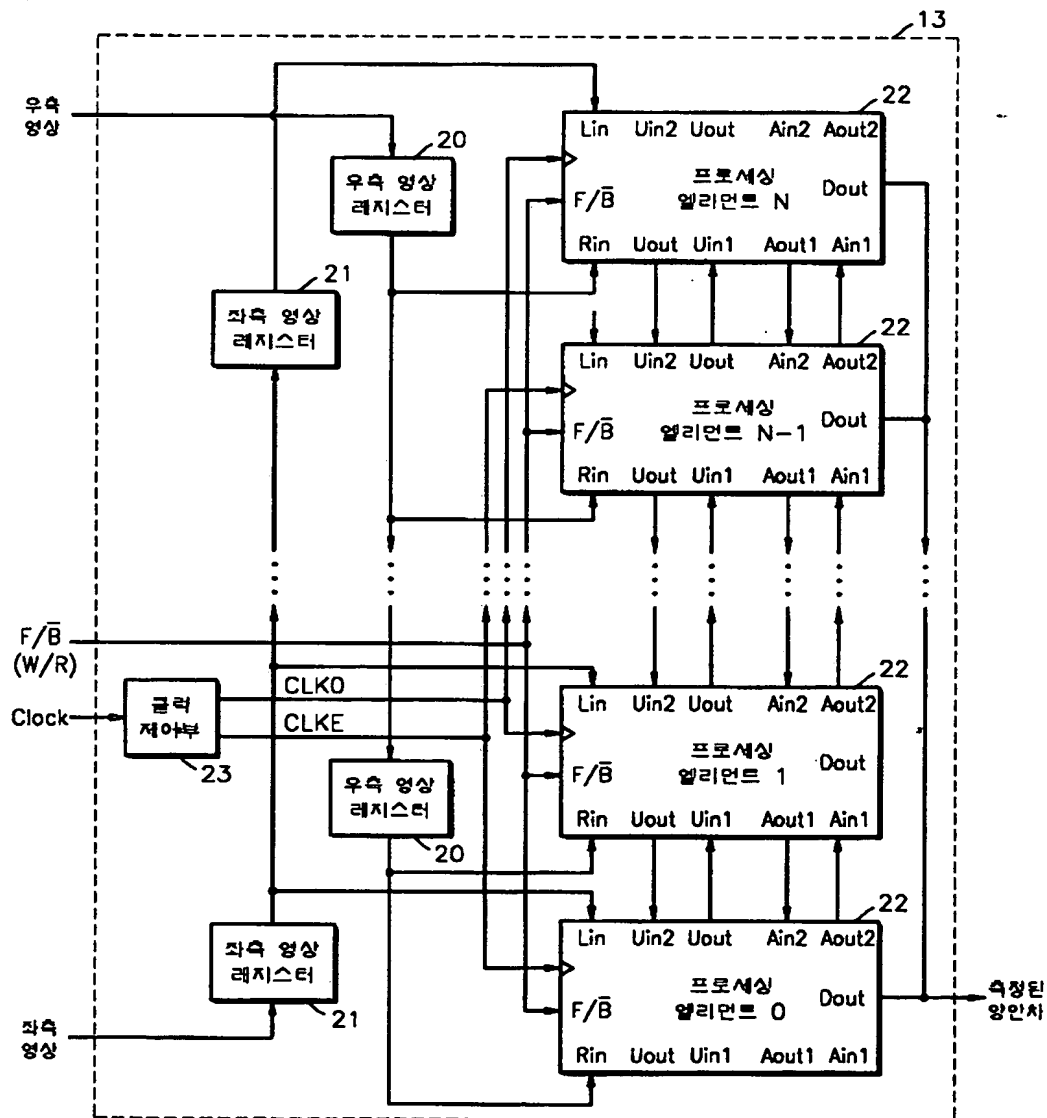 13
우측
영상
20
우측 영상
레지스터
21
좌측 영상
레지스터
22
Lin Uin2 Uout Ain2 Aout2
프로세싱
엘리먼트 N
Dout
F/B̅
Rin Uout Uin1 Aout1 Ain1
22
Lin Uin2 Uout Ain2 Aout2
프로세싱
엘리먼트 N-1
Dout
F/B̅
Rin Uout Uin1 Aout1 Ain1
F/B̅
(W/R)
Clock
클럭
제어부
23
CLKO
CLKE
우측 영상
레지스터
20
22
Lin Uin2 Uout Ain2 Aout2
프로세싱
엘리먼트 1
Dout
F/B̅
Rin Uout Uin1 Aout1 Ain1
22
Lin Uin2 Uout Ain2 Aout2
프로세싱
엘리먼트 0
Dout
F/B̅
Rin Uout Uin1 Aout1 Ain1
좌측 영상
레지스터
21
좌측
영상
측정된
양안차